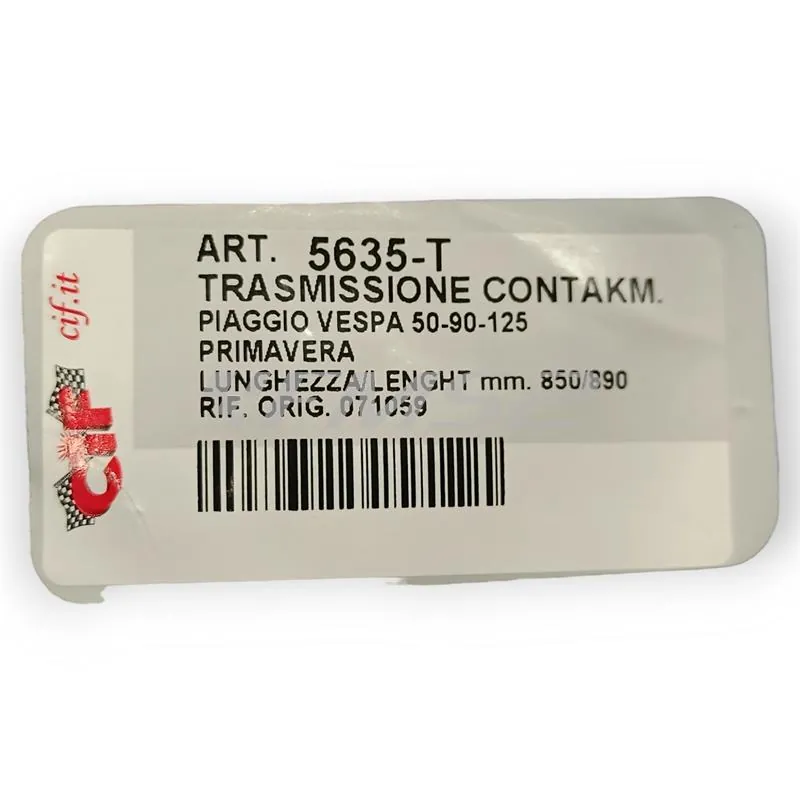 cif.it
CIF
ART. 5635-T
TRASMISSIONE CONTAKM.
PIAGGIO VESPA 50-90-125
PRIMAVERA
LUNGHEZZA/LENGHT mm. 850/890
RIF. ORIG. 071059